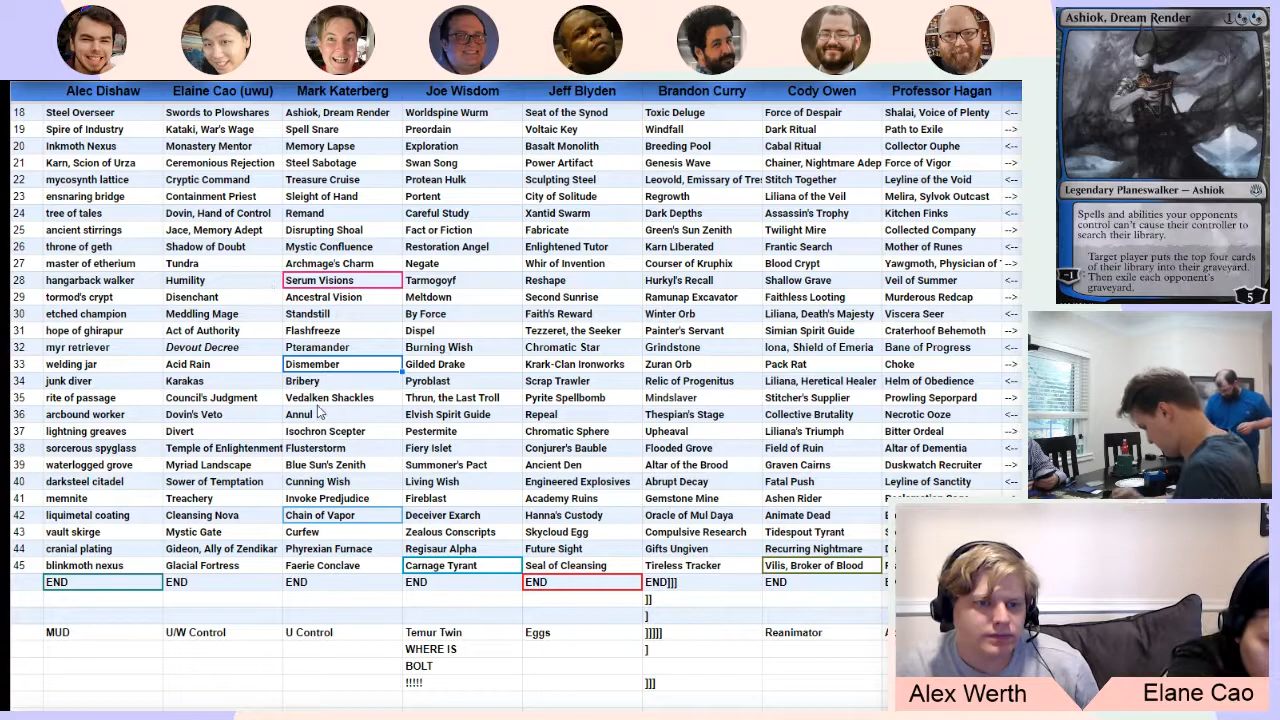 Alec Dishaw Elaine Cao (uwu) Mark Katerberg Joe Wisdom Jeff Blyden Brandon Curry Cody Owen Professor Hagan
18 Steel Overseer Swords to Plowshares Ashiok, Dream Render Worldspine Wurm Seat of the Synod Toxic Deluge Force of Despair Shalai, Voice of Plenty <--
19 Spire of Industry Kataki, War's Wage Spell Snare Preordain Voltaic Key Windfall Dark Ritual Path to Exile -->
20 Inkmoth Nexus Monastery Mentor Memory Lapse Exploration Basalt Monolith Breeding Pool Cabal Ritual Collector Ouphe <--
21 Karn, Scion of Urza Ceremonious Rejection Steel Sabotage Swan Song Power Artifact Genesis Wave Chainer, Nightmare Adep Force of Vigor -->
22 mycosynth lattice Cryptic Command Treasure Cruise Protean Hulk Sculpting Steel Leovold, Emissary of Tres Stitch Together Leyline of the Void <--
23 ensnaring bridge Containment Priest Sleight of Hand Portent City of Solitude Regrowth Liliana of the Veil Melira, Sylvok Outcast -->
24 tree of tales Dovin, Hand of Control Remand Careful Study Xantid Swarm Dark Depths Assassin's Trophy Kitchen Finks <--
25 ancient stirrings Jace, Memory Adept Disrupting Shoal Fact or Fiction Fabricate Green's Sun Zenith Twilight Mire Collected Company -->
26 throne of geth Shadow of Doubt Mystic Confluence Restoration Angel Enlightened Tutor Karn LIberated Frantic Search Mother of Runes <--
27 master of etherium Tundra Archmage's Charm Negate Whir of Invention Courser of Kruphix Blood Crypt Yawgmoth, Physician of T -->
28 hangarback walker Humility Serum Visions Tarmogoyf Reshape Hurkyl's Recall Shallow Grave Veil of Summer <--
29 tormod's crypt Disenchant Ancestral Vision Meltdown Second Sunrise Ramunap Excavator Faithless Looting Murderous Redcap -->
30 etched champion Meddling Mage Standstill By Force Faith's Reward Winter Orb Liliana, Death's Majesty Viscera Seer <--
31 hope of ghirapur Act of Authority Flashfreeze Dispel Tezzeret, the Seeker Painter's Servant Simian Spirit Guide Craterhoof Behemoth -->
32 myr retriever Devout Decree Pteramander Burning Wish Chromatic Star Grindstone Iona, Shield of Emeria Bane of Progress <--
33 welding jar Acid Rain Dismember Gilded Drake Krark-Clan Ironworks Zuran Orb Pack Rat Choke -->
34 junk diver Karakas Bribery Pyroblast Scrap Trawler Relic of Progenitus Liliana, Heretical Healer Helm of Obedience <--
35 rite of passage Council's Judgment Vedalken Shackles Thrun, the Last Troll Pyrite Spellbomb Mindslaver Stitcher's Supplier Prowling Serpopard -->
36 arcbound worker Dovin's Veto Annul Elvish Spirit Guide Repeal Thespian's Stage Collective Brutality Necrotic Ooze <--
37 lightning greaves Divert Isochron Scepter Pestermite Chromatic Sphere Upheaval Liliana's Triumph Bitter Ordeal -->
38 sorcerous spyglass Temple of Enlightenment Flusterstorm Fiery Islet Conjurer's Bauble Flooded Grove Field of Ruin Altar of Dementia <--
39 waterlogged grove Myriad Landscape Blue Sun's Zenith Summoner's Pact Ancient Den Altar of the Brood Graven Cairns Duskwatch Recruiter -->
40 darksteel citadel Sower of Temptation Cunning Wish Living Wish Engineered Explosives Abrupt Decay Fatal Push Leyline of Sanctity <--
41 memnite Treachery Invoke Prejudice Fireblast Academy Ruins Gemstone Mine Ashen Rider -->
42 liquimetal coating Cleansing Nova Chain of Vapor Deceiver Exarch Hanna's Custody Oracle of Mul Daya Animate Dead
43 vault skirge Mystic Gate Curfew Zealous Conscripts Skycloud Egg Compulsive Research Tidespout Tyrant
44 cranial plating Gideon, Ally of Zendikar Phyrexian Furnace Regisaur Alpha Future Sight Gifts Ungiven Recurring Nightmare
45 blinkmoth nexus Glacial Fortress Faerie Conclave Carnage Tyrant Seal of Cleansing Tireless Tracker Vilis, Broker of Blood
END END END END END END]]] END
]]
]
MUD U/W Control U Control Temur Twin Eggs ]]]]] Reanimator
WHERE IS ]
BOLT
!!!!! ]]]
Ashiok, Dream Render 1
Legendary Planeswalker — Ashiok
Spells and abilities your opponents
control can't cause their controller to
search their library.
−1 Target player puts the top four cards
of their library into their graveyard.
Then exile each opponent's
graveyard.
5
Alex Werth Elane Cao